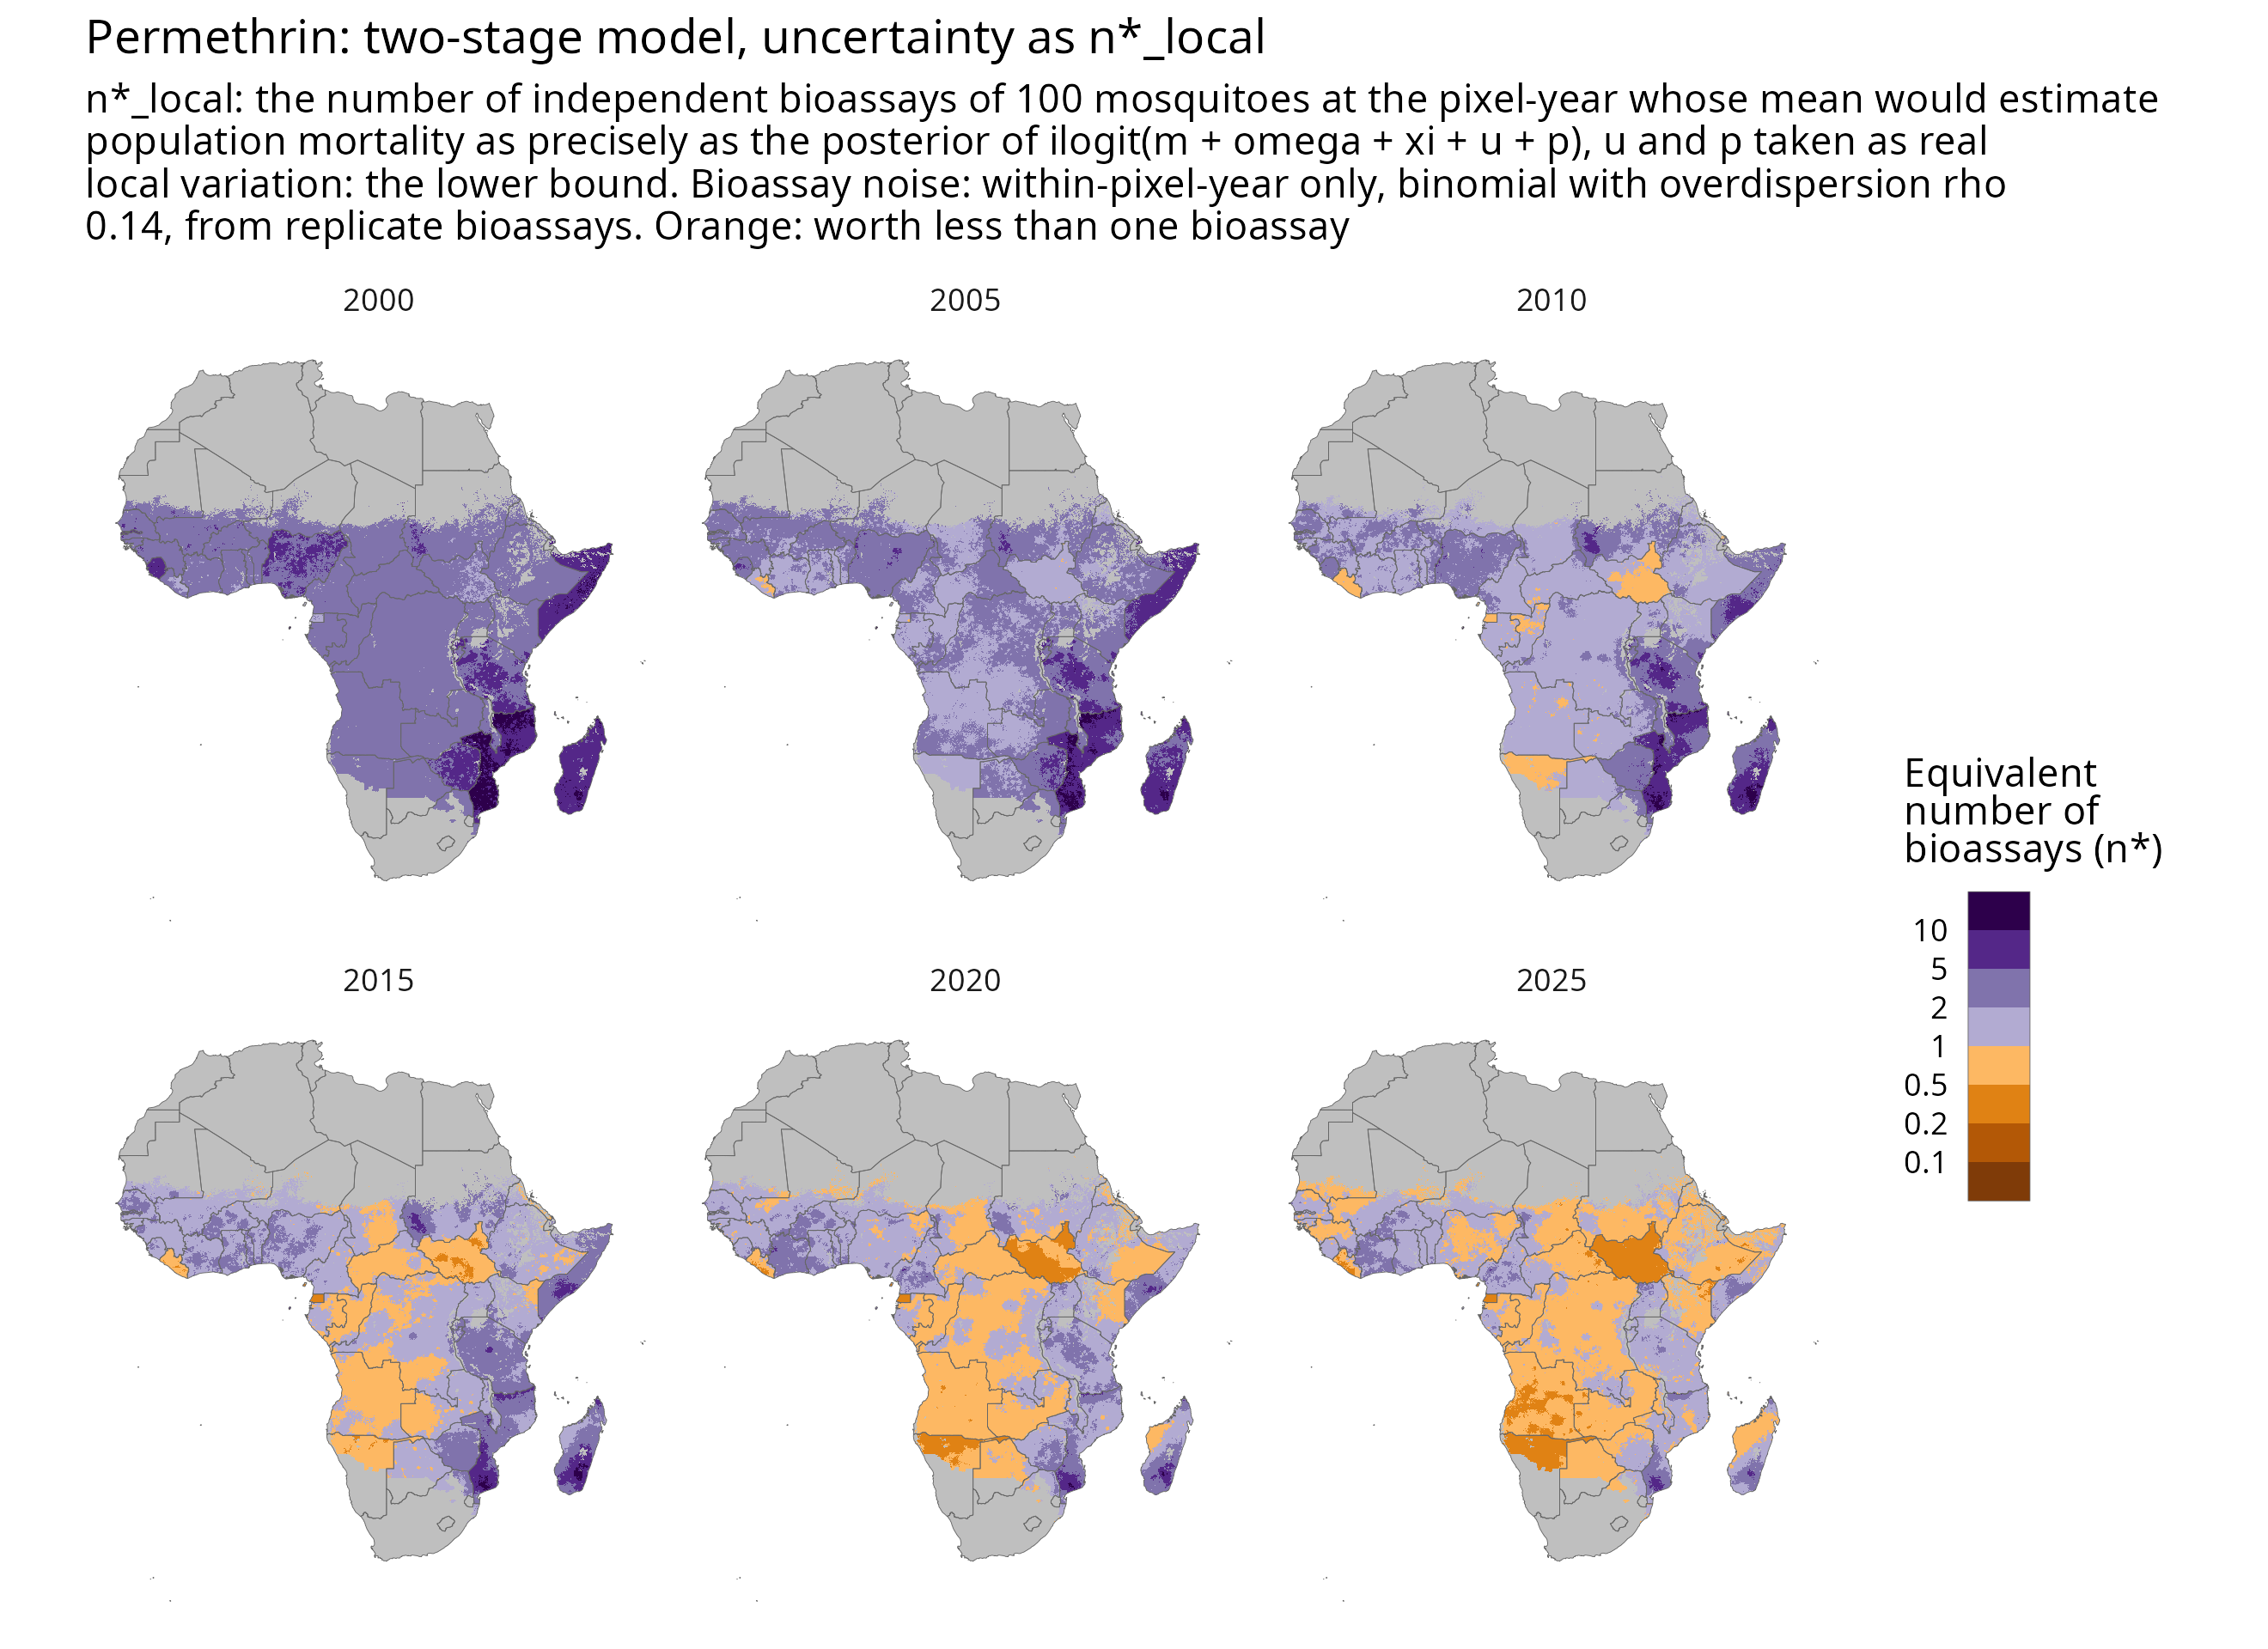 Permethrin: two-stage model, uncertainty as n*_local
n*_local: the number of independent bioassays of 100 mosquitoes at the pixel-year whose mean would estimate
population mortality as precisely as the posterior of ilogit(m + omega + xi + u + p), u and p taken as real
local variation: the lower bound. Bioassay noise: within-pixel-year only, binomial with overdispersion rho
0.14, from replicate bioassays. Orange: worth less than one bioassay
2000
2005
2010
2015
2020
2025
Equivalent
number of
bioassays (n*)
10
5
2
1
0.5
0.2
0.1